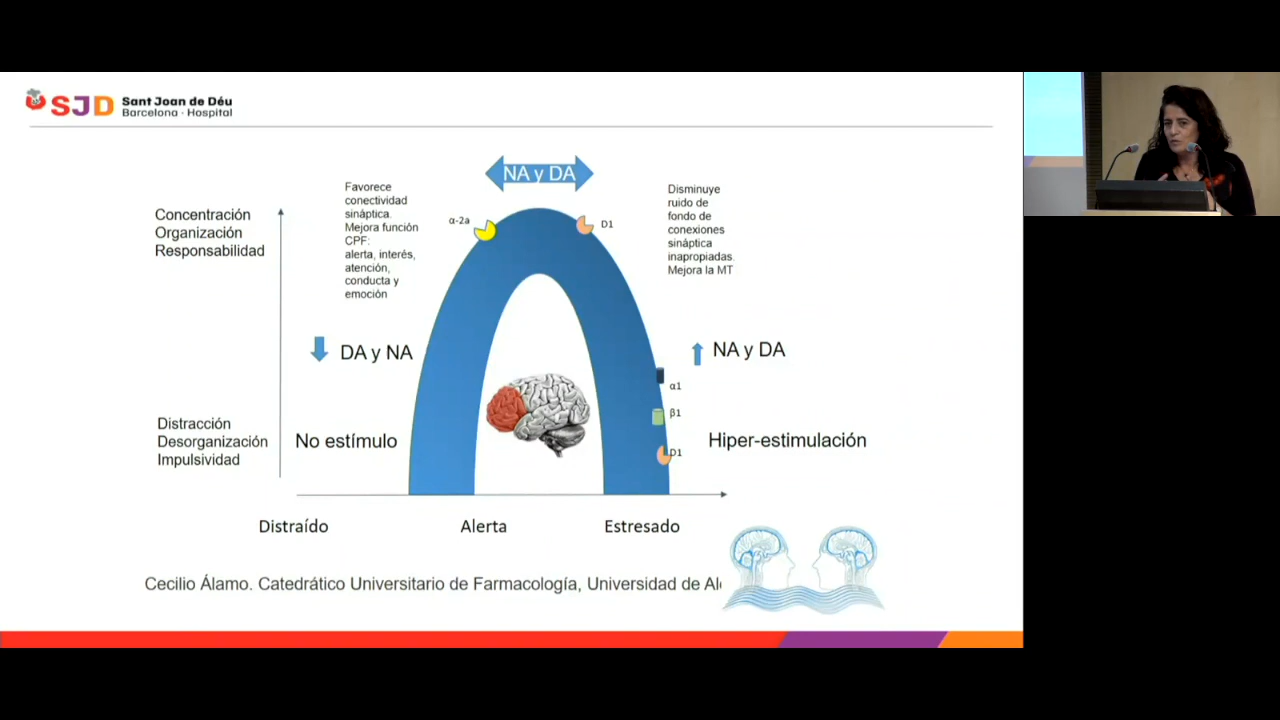 SJD Sant Joan de Déu
Barcelona · Hospital
NA y DA
Concentración
Organización
Responsabilidad
Favorece
conectividad
sináptica.
Mejora función
CPF:
alerta, interés,
atención,
conducta y
emoción
α-2a
D1
Disminuye
ruido de
fondo de
conexiones
sináptica
inapropiadas.
Mejora la MT
DA y NA
NA y DA
α1
β1
D1
Distracción
Desorganización
Impulsividad
No estímulo
Hiper-estimulación
Distraído
Alerta
Estresado
Cecilio Álamo. Catedrático Universitario de Farmacología, Universidad de